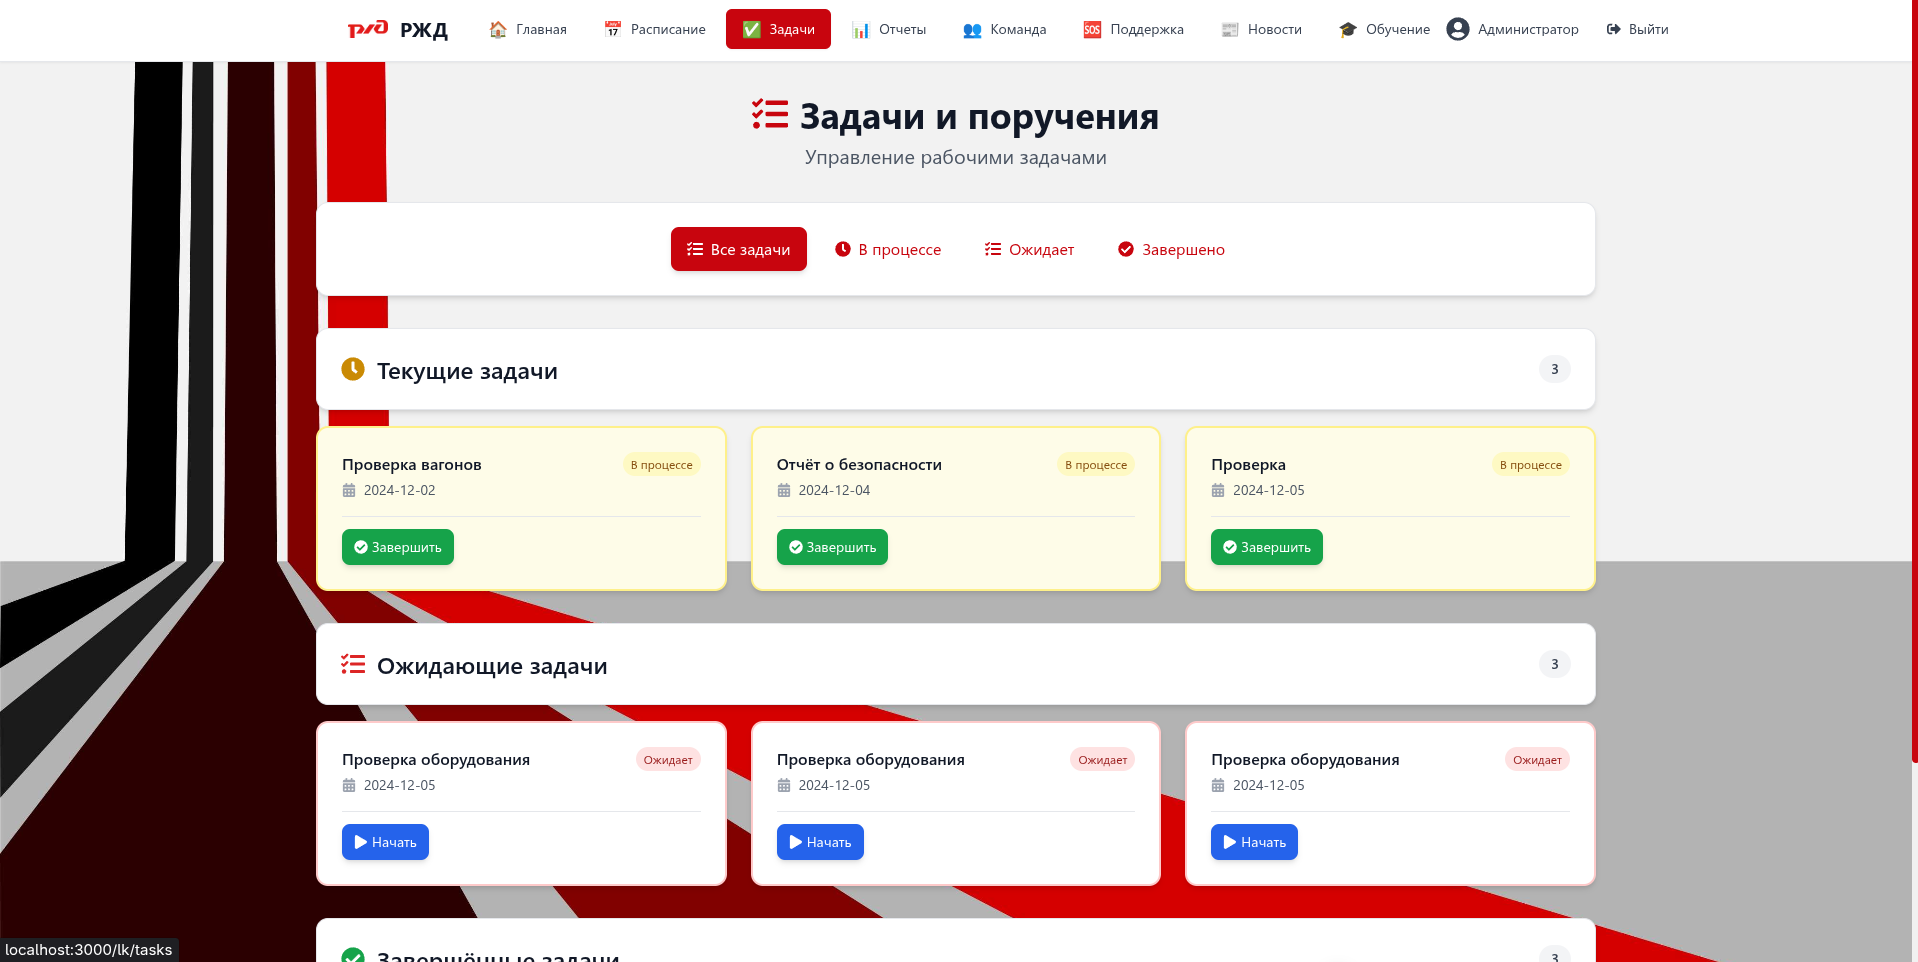 РЖД Главная Расписание Задачи Отчеты Команда SOS Поддержка Новости Обучение Администратор Выйти
Задачи и поручения
Управление рабочими задачами
Все задачи В процессе Ожидает Завершено
Текущие задачи 3
Проверка вагонов В процессе
2024-12-02
Завершить
Отчёт о безопасности В процессе
2024-12-04
Завершить
Проверка В процессе
2024-12-05
Завершить
Ожидающие задачи 3
Проверка оборудования Ожидает
2024-12-05
Начать
Проверка оборудования Ожидает
2024-12-05
Начать
Проверка оборудования Ожидает
2024-12-05
Начать
Завершённые задачи 3
localhost:3000/lk/tasks